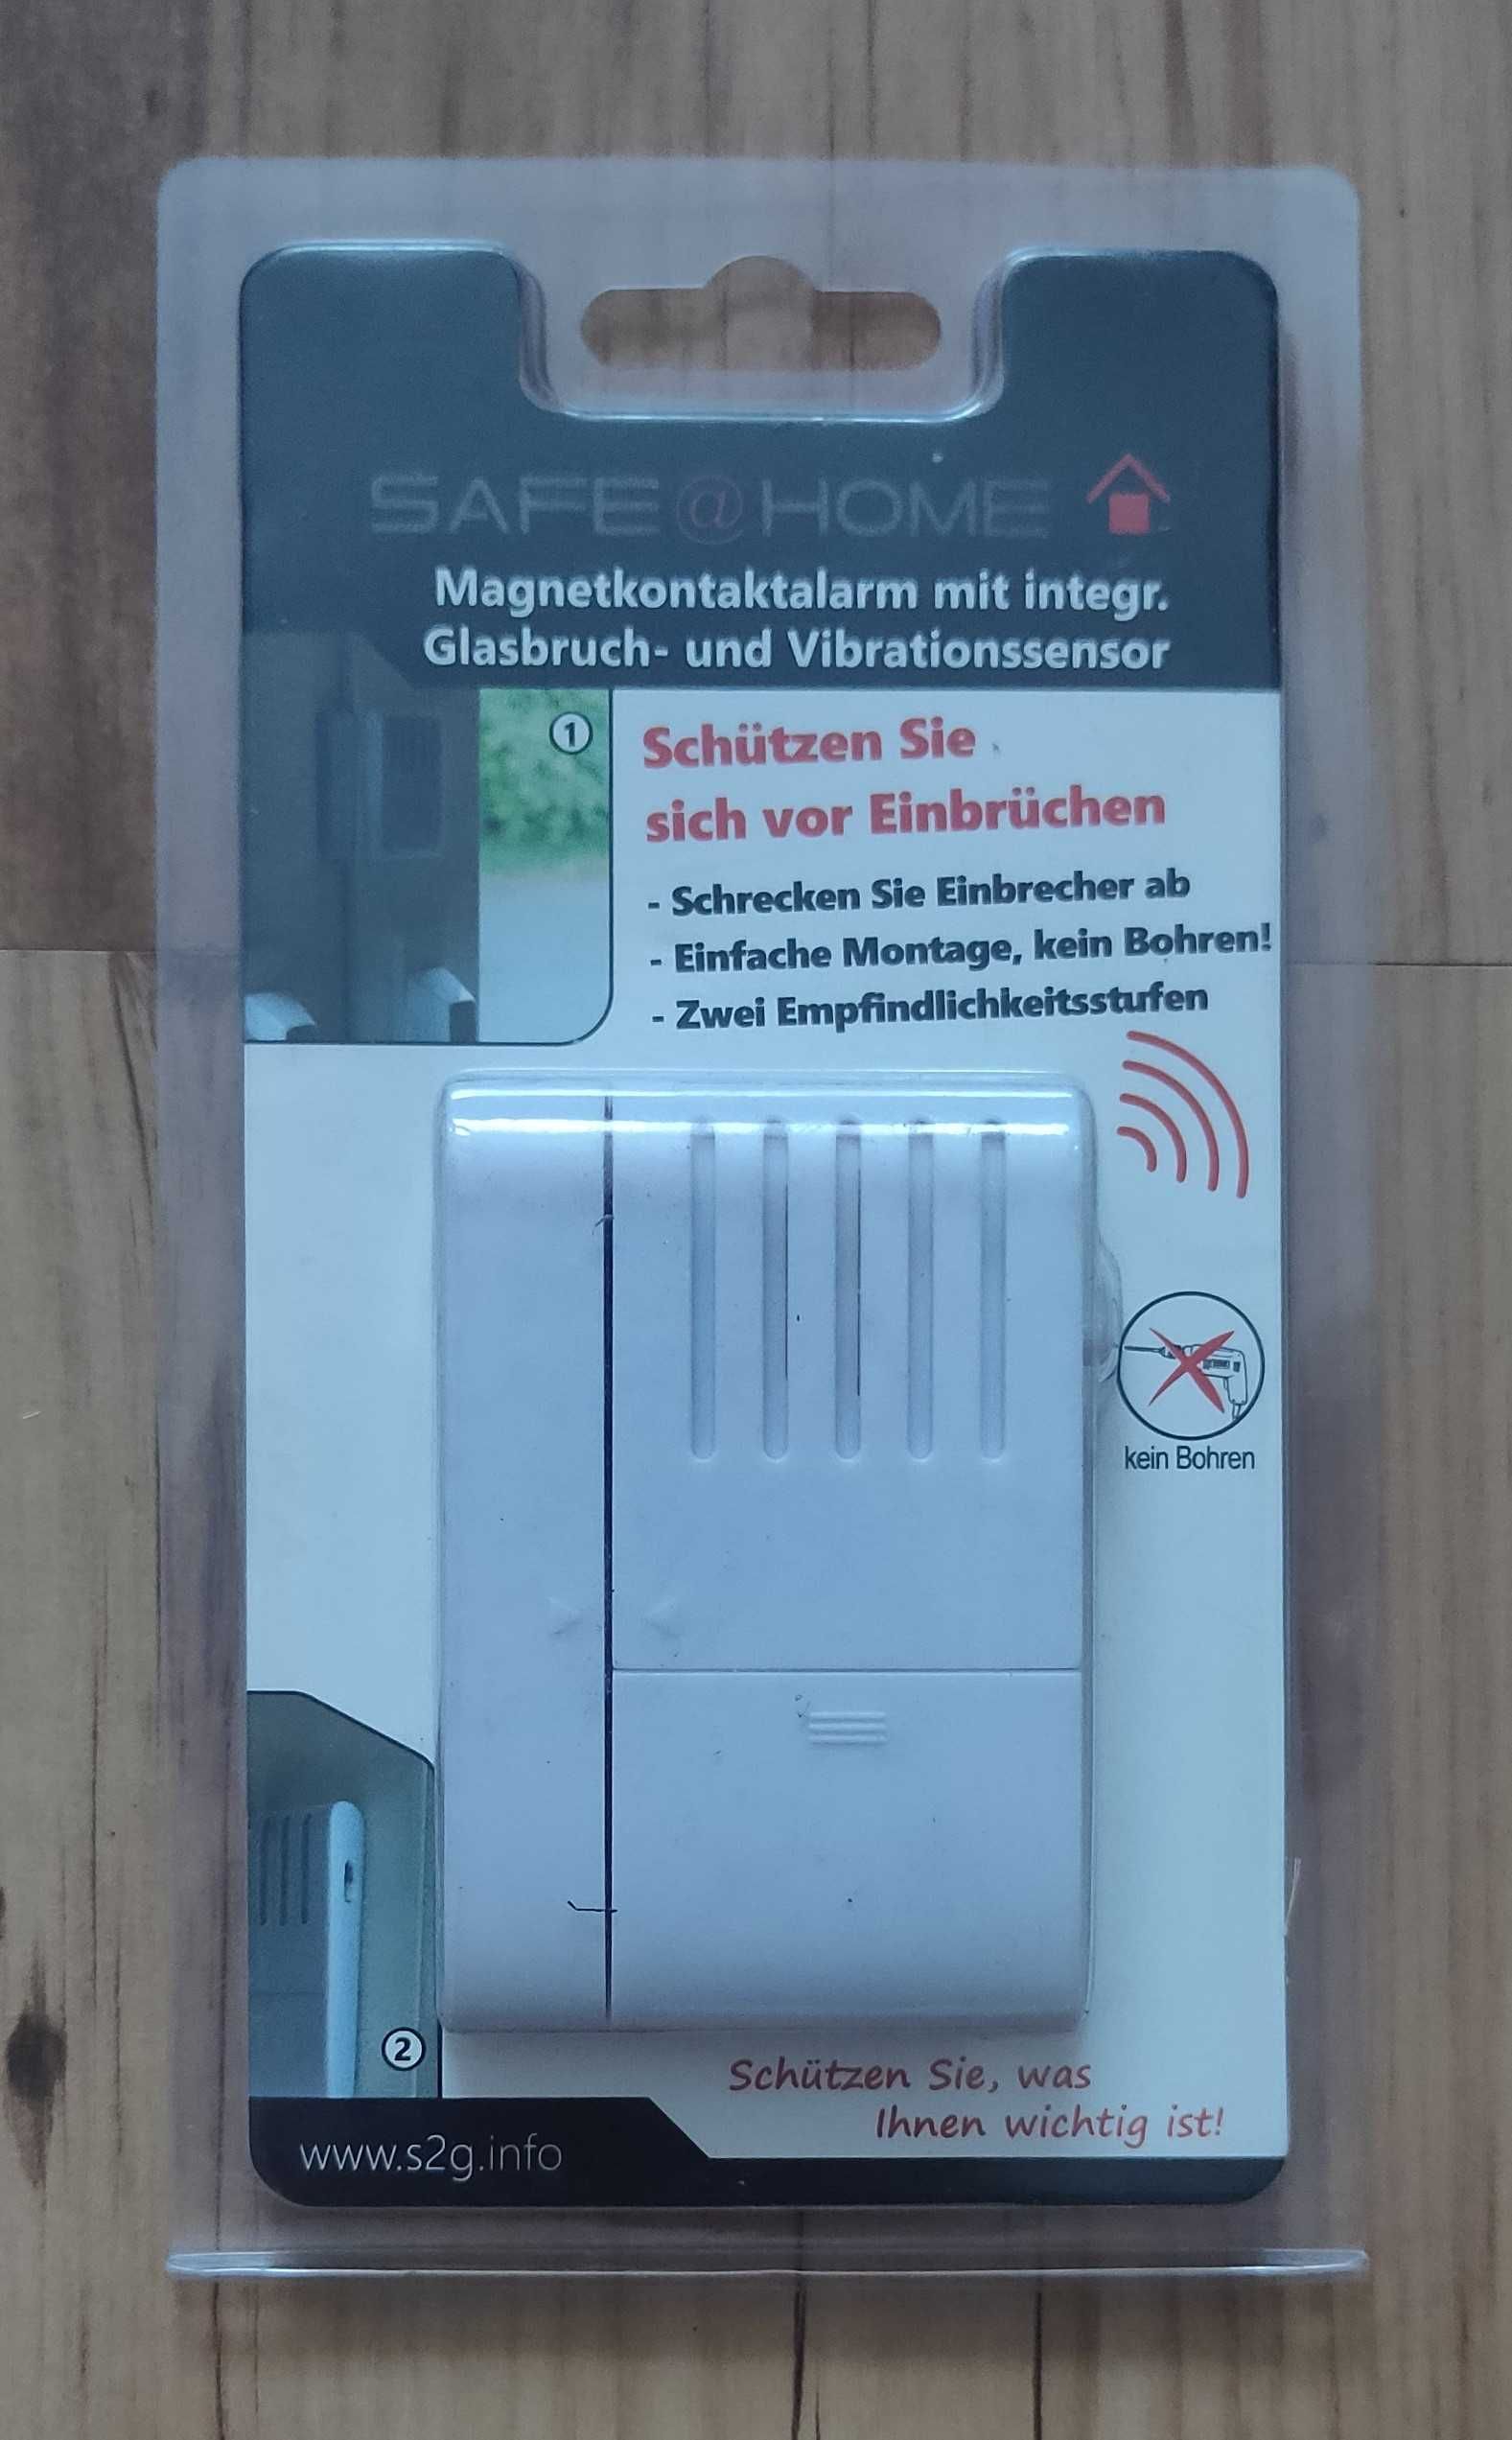 SAFE@HOME
Magnetkontaktalarm mit integr.
Glasbruch- und Vibrationssensor
1
Schützen Sie
sich vor Einbrüchen
- Schrecken Sie Einbrecher ab
- Einfache Montage, kein Bohren!
- Zwei Empfindlichkeitsstufen
kein Bohren
2
Schützen Sie, was
Ihnen wichtig ist!
www.s2g.info